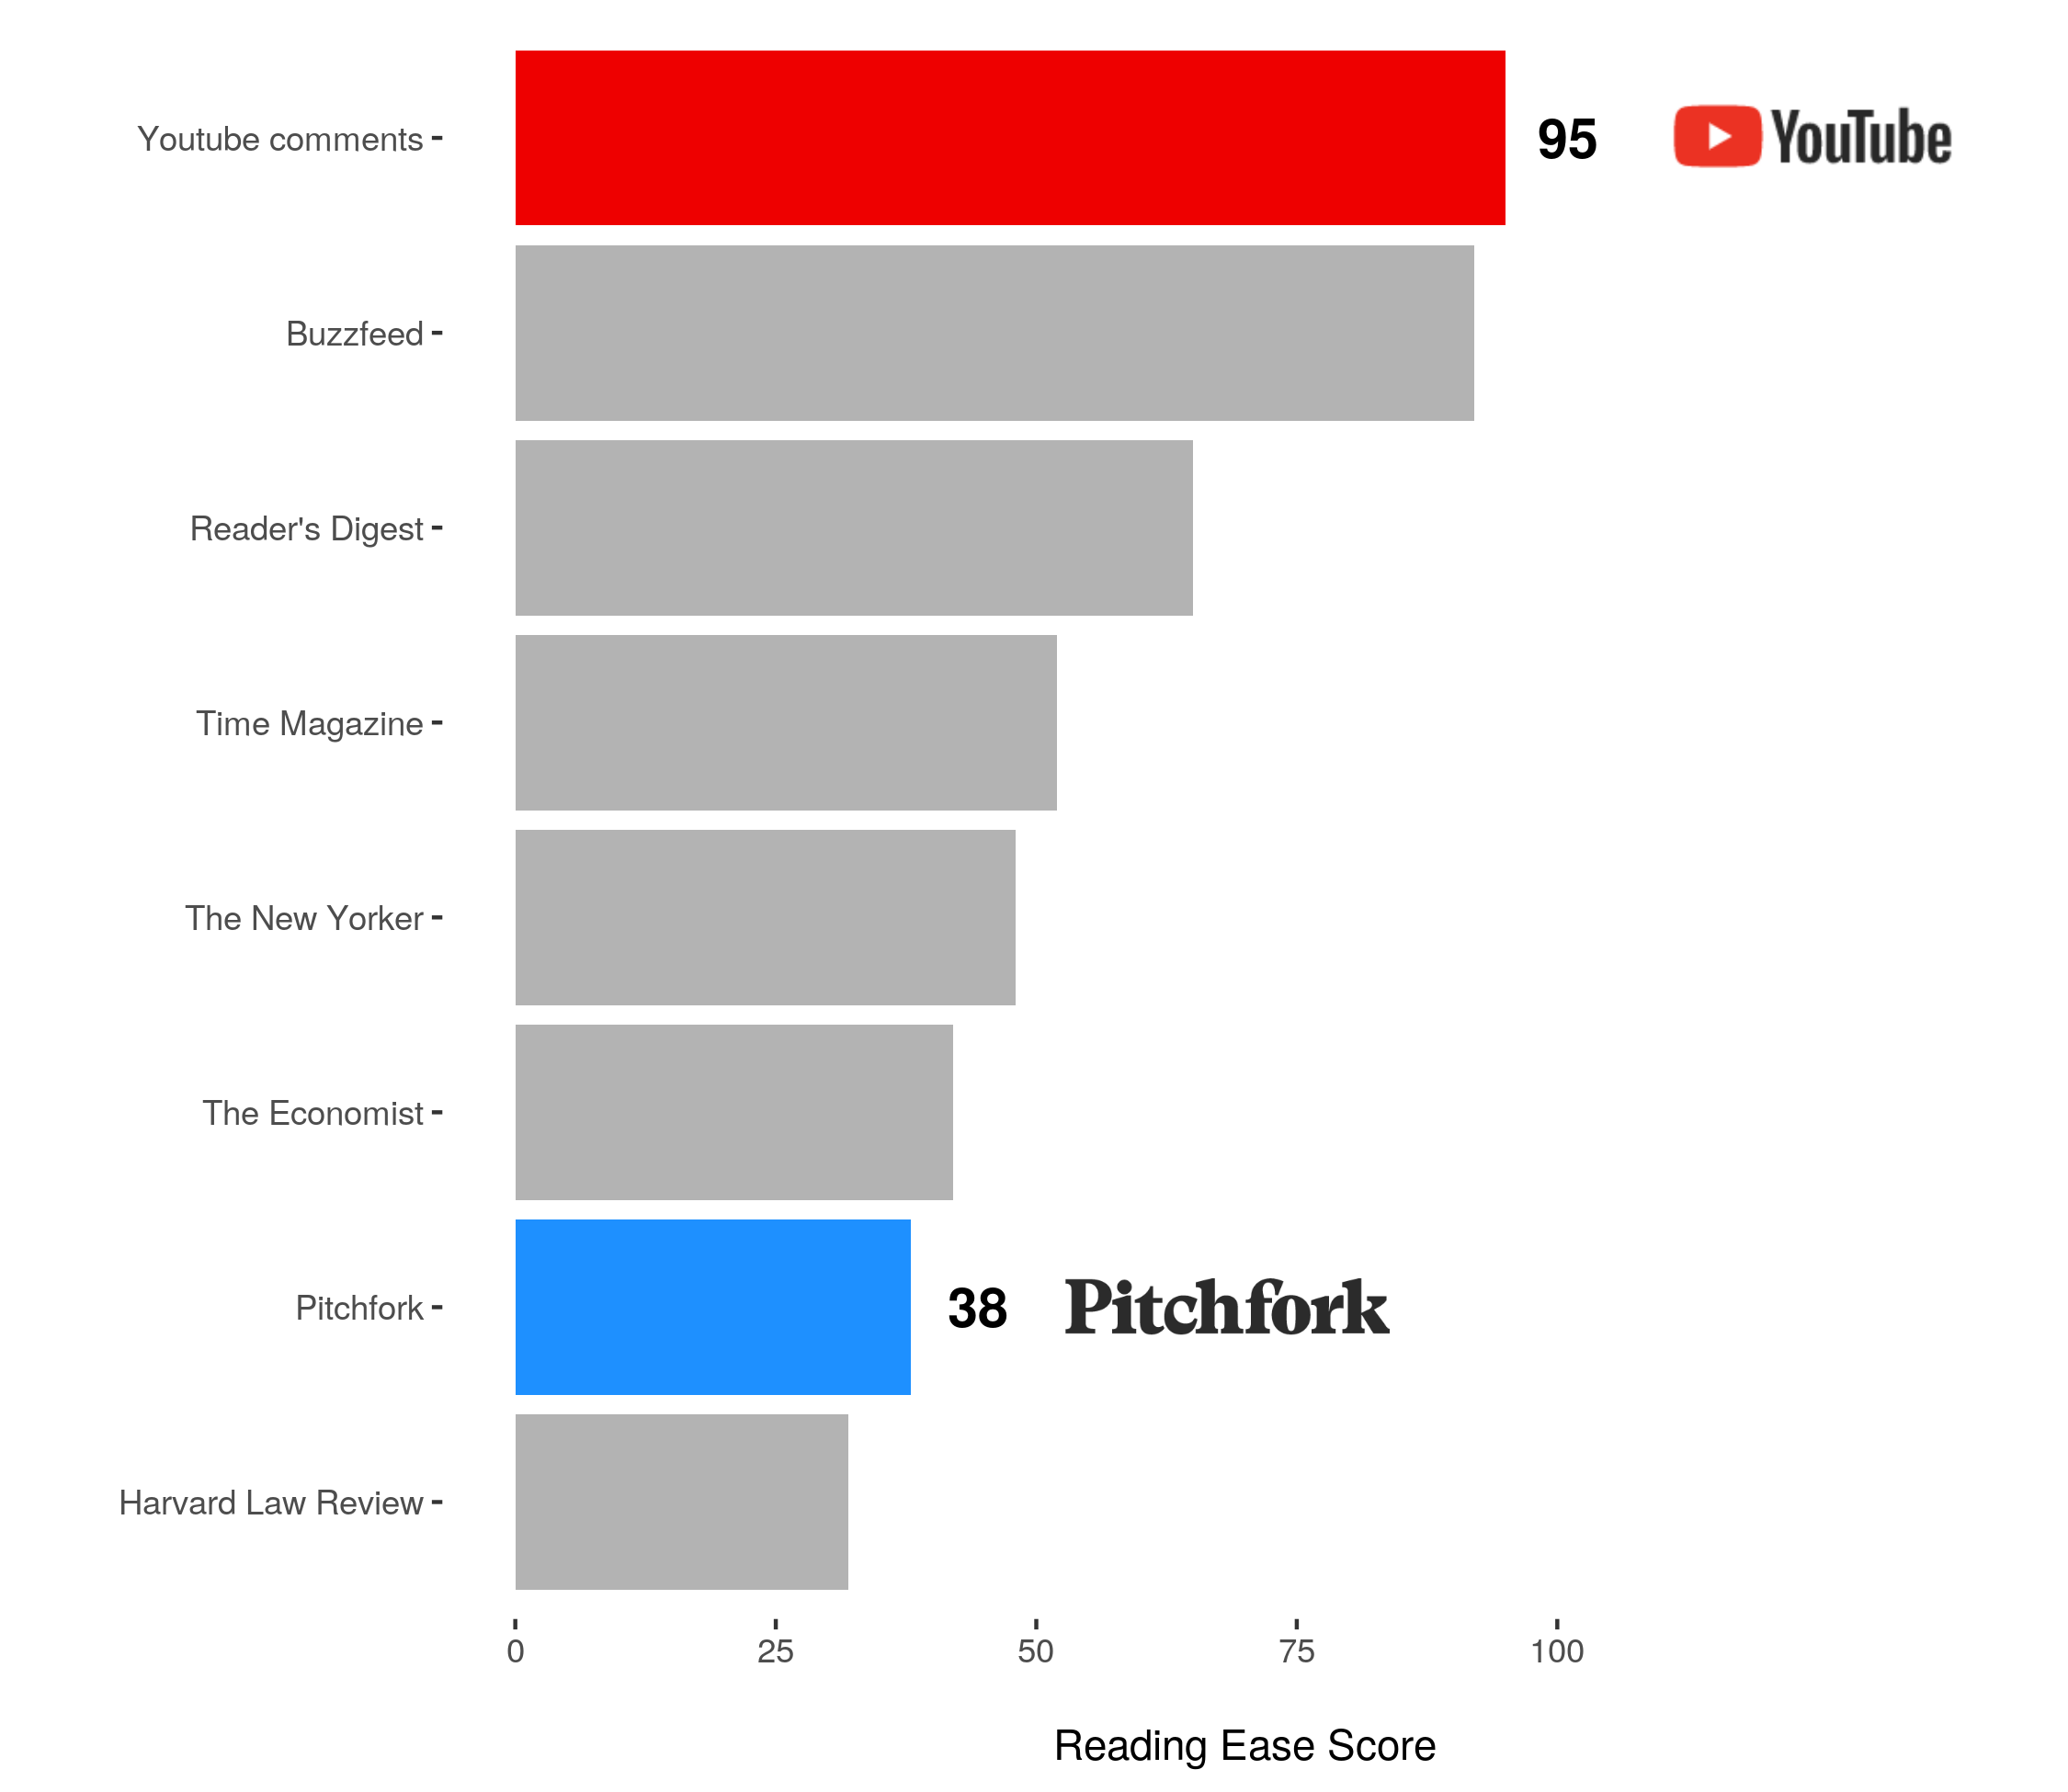 Youtube comments
95
YouTube
Buzzfeed
Reader's Digest
Time Magazine
The New Yorker
The Economist
Pitchfork
38
Pitchfork
Harvard Law Review
0 25 50 75 100
Reading Ease Score